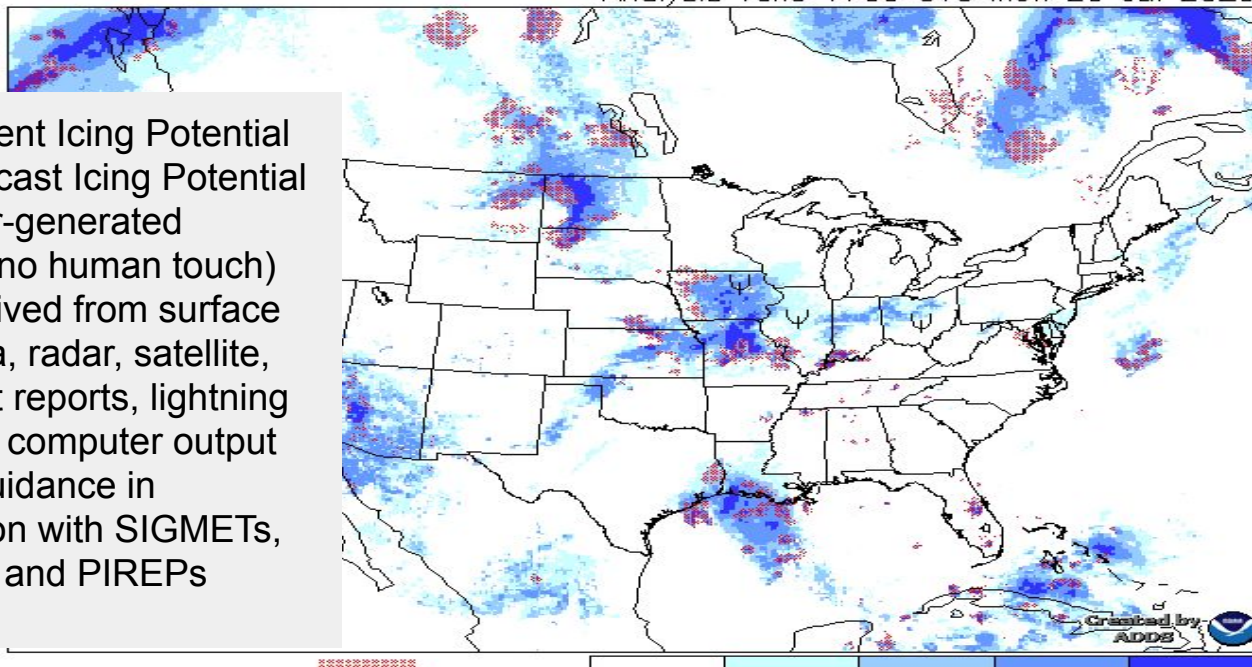 ent Icing Potential
cast Icing Potential
r-generated
no human touch)
ived from surface
a, radar, satellite,
t reports, lightning
computer output
uidance in
on with SIGMETs,
and PIREPs
Created by
ADDS